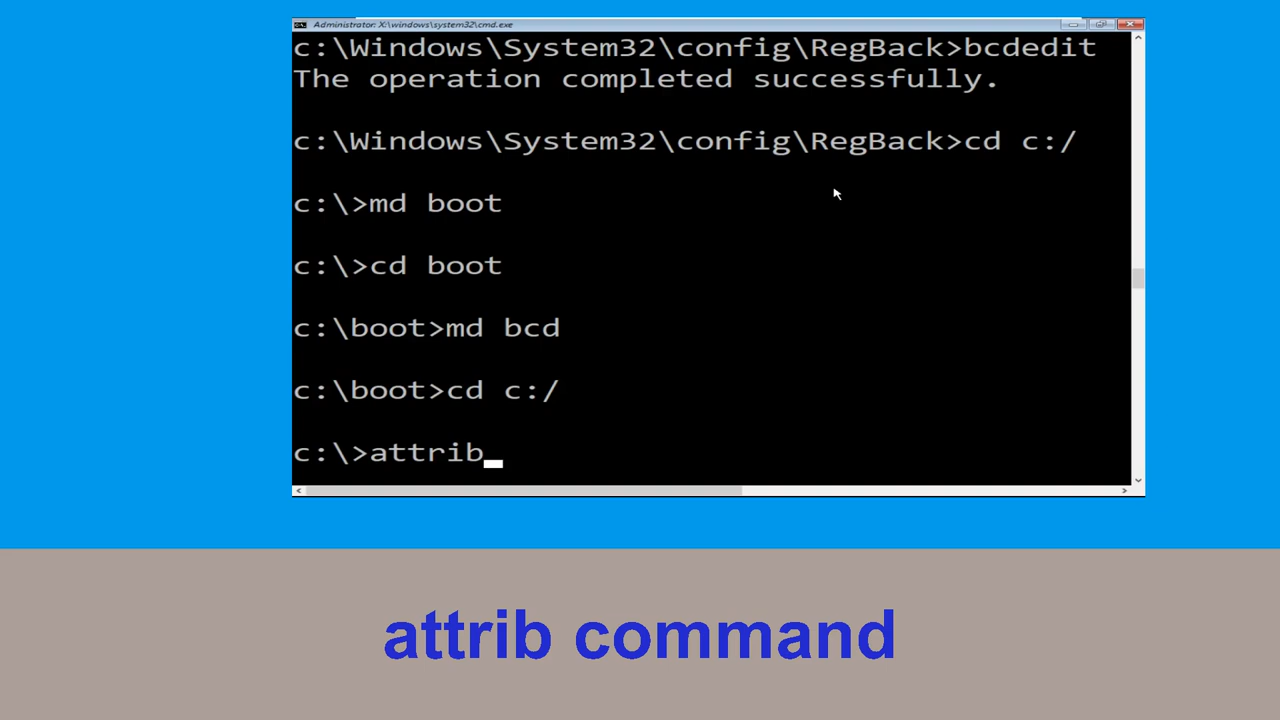 Administrator: X:\windows\system32\cmd.exe
c:\Windows\System32\config\RegBack>bcdedit
The operation completed successfully.
c:\Windows\System32\config\RegBack>cd c:/
c:\>md boot
c:\>cd boot
c:\boot>md bcd
c:\boot>cd c:/
c:\>attrib
attrib command